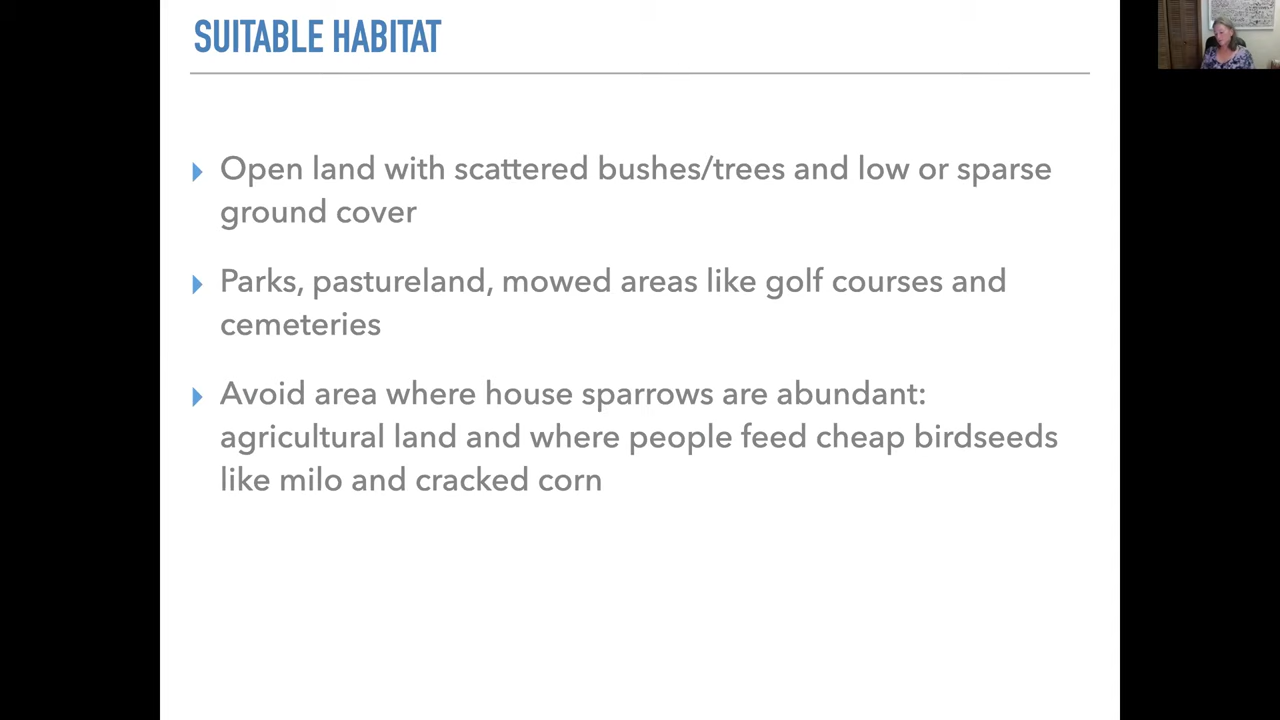 SUITABLE HABITAT
Open land with scattered bushes/trees and low or sparse
ground cover
Parks, pastureland, mowed areas like golf courses and
cemeteries
Avoid area where house sparrows are abundant:
agricultural land and where people feed cheap birdseeds
like milo and cracked corn